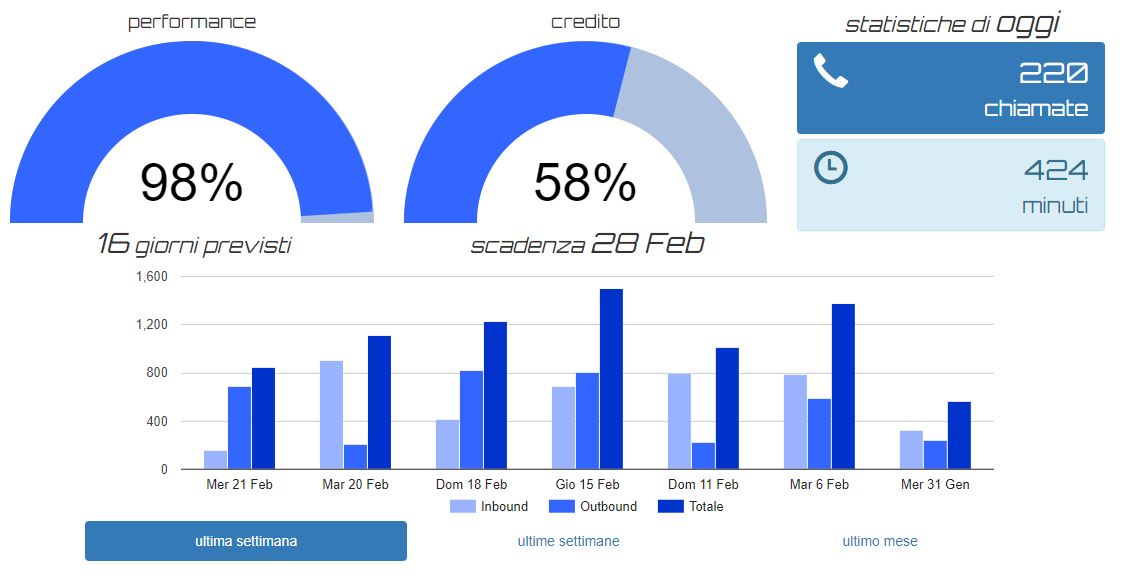 performance
98%
16 giorni previsti
credito
58%
scadenza 28 Feb
statistiche di oggi
220
chiamate
424
minuti
1,600
1,200
800
400
0
Mer 21 Feb Mar 20 Feb Dom 18 Feb Gio 15 Feb Dom 11 Feb Mar 6 Feb Mer 31 Gen
Inbound Outbound Totale
ultima settimana ultime settimane ultimo mese